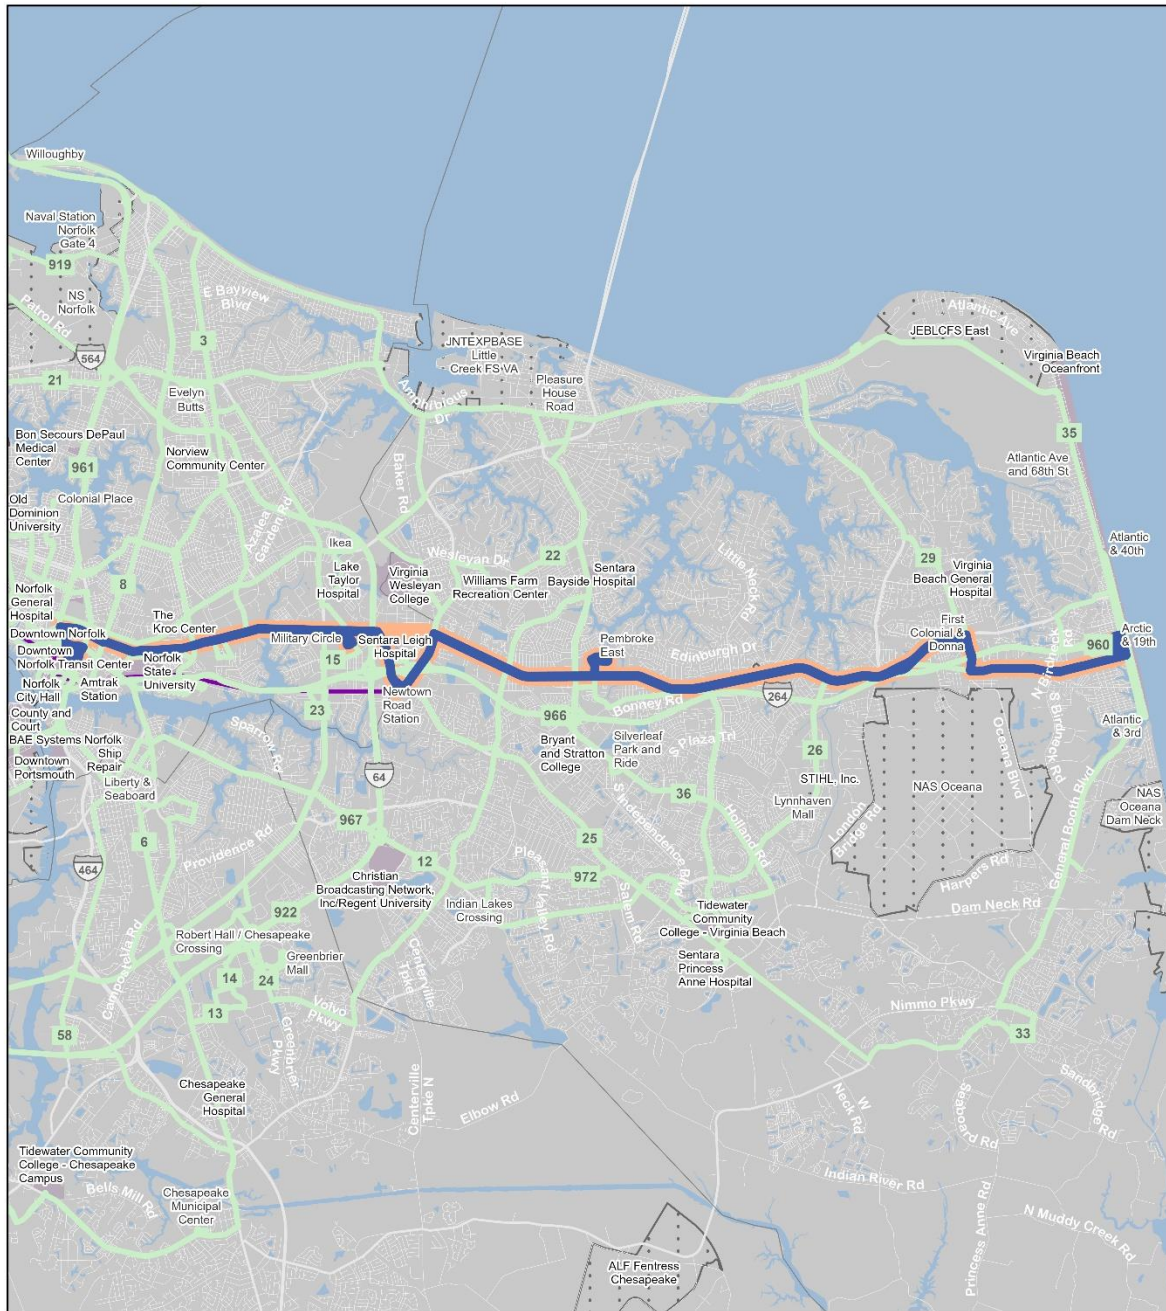 Willoughby
Naval Station
Norfolk
Gate 4
919
E Bayview
Blvd
NS
Norfolk
Patrol Rd
Atlantic Ave
JEBLCFS East
3
JNTEXPBASE
Little
Creek FS-VA
Virginia Beach
Oceanfront
564
21
Pleasure
House
Road
Evelyn
Butts
Amphibious
Dr
Bon Secours DePaul
Medical
Center
961
Norview
Community Center
35
Atlantic Ave
and 68th St
Baker Rd
Colonial Place
Old
Dominion
University
Azalea
Garden Rd
Ikea
Atlantic
& 40th
Wesleyan Dr
22
29
Lake
Taylor
Hospital
Virginia
Wesleyan
College
Williams Farm
Recreation Center
Sentara
Bayside Hospital
Little Neck
Rd
Virginia
Beach General
Hospital
8
Norfolk
General
Hospital
The
Kroc Center
Downtown Norfolk
Military Circle
Sentara Leigh
Hospital
Pembroke
East
First
Colonial &
Donna
Arctic
& 19th
960
Edinburgh Dr
N Birdneck
Rd
Downtown
Norfolk Transit Center
Norfolk
State
University
15
Norfolk
City Hall
Amtrak
Station
Newtown
Road
Station
264
Bonney Rd
23
966
County and
Court
BAE Systems Norfolk
Ship
Repair
Sparrow Rd
Bryant
and Stratton
College
Silverleaf
Park and
Ride
S Plaza Trl
26
Oceana Blvd
S Birdneck Rd
Atlantic
& 3rd
Downtown
Portsmouth
Liberty &
Seaboard
64
STIHL, Inc.
NAS Oceana
NAS
Oceana
Dam Neck
36
Lynnhaven
Mall
S Independence Blvd
London
Bridge Rd
Holland Rd
General Booth Blvd
967
6
25
Providence Rd
464
12
972
Pleasant
Valley Rd
Salem Rd
Harpers Rd
Christian
Broadcasting Network,
Inc/Regent University
Indian Lakes
Crossing
Tidewater
Community
College - Virginia Beach
Dam Neck Rd
922
Campostella Rd
Robert Hall / Chesapeake
Crossing
Greenbrier
Mall
Centerville
Tpke
Sentara
Princess
Anne Hospital
14
24
13
Volvo
Pkwy
Nimmo Pkwy
58
Greenbrier
Pkwy
33
Chesapeake
General
Hospital
Centerville
Tpke N
Elbow Rd
W
Neck Rd
Seaboard Rd
Sandbridge
Rd
Tidewater Community
College - Chesapeake
Campus
Bells Mill Rd
Chesapeake
Municipal
Center
Indian River Rd
Princess Anne Rd
N Muddy Creek
Rd
ALF Fentress
Chesapeake